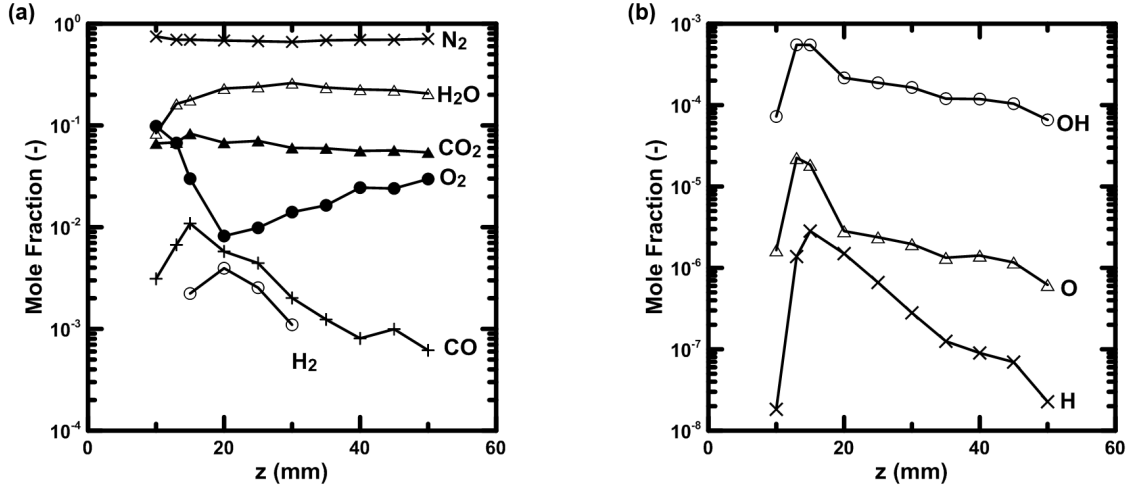 (a)
10⁰
10⁻¹
10⁻²
10⁻³
10⁻⁴
Mole Fraction (-)
N₂
H₂O
CO₂
O₂
CO
H₂
0 20 40 60
z (mm)
(b)
10⁻³
10⁻⁴
10⁻⁵
10⁻⁶
10⁻⁷
10⁻⁸
Mole Fraction (-)
OH
O
H
0 20 40 60
z (mm)